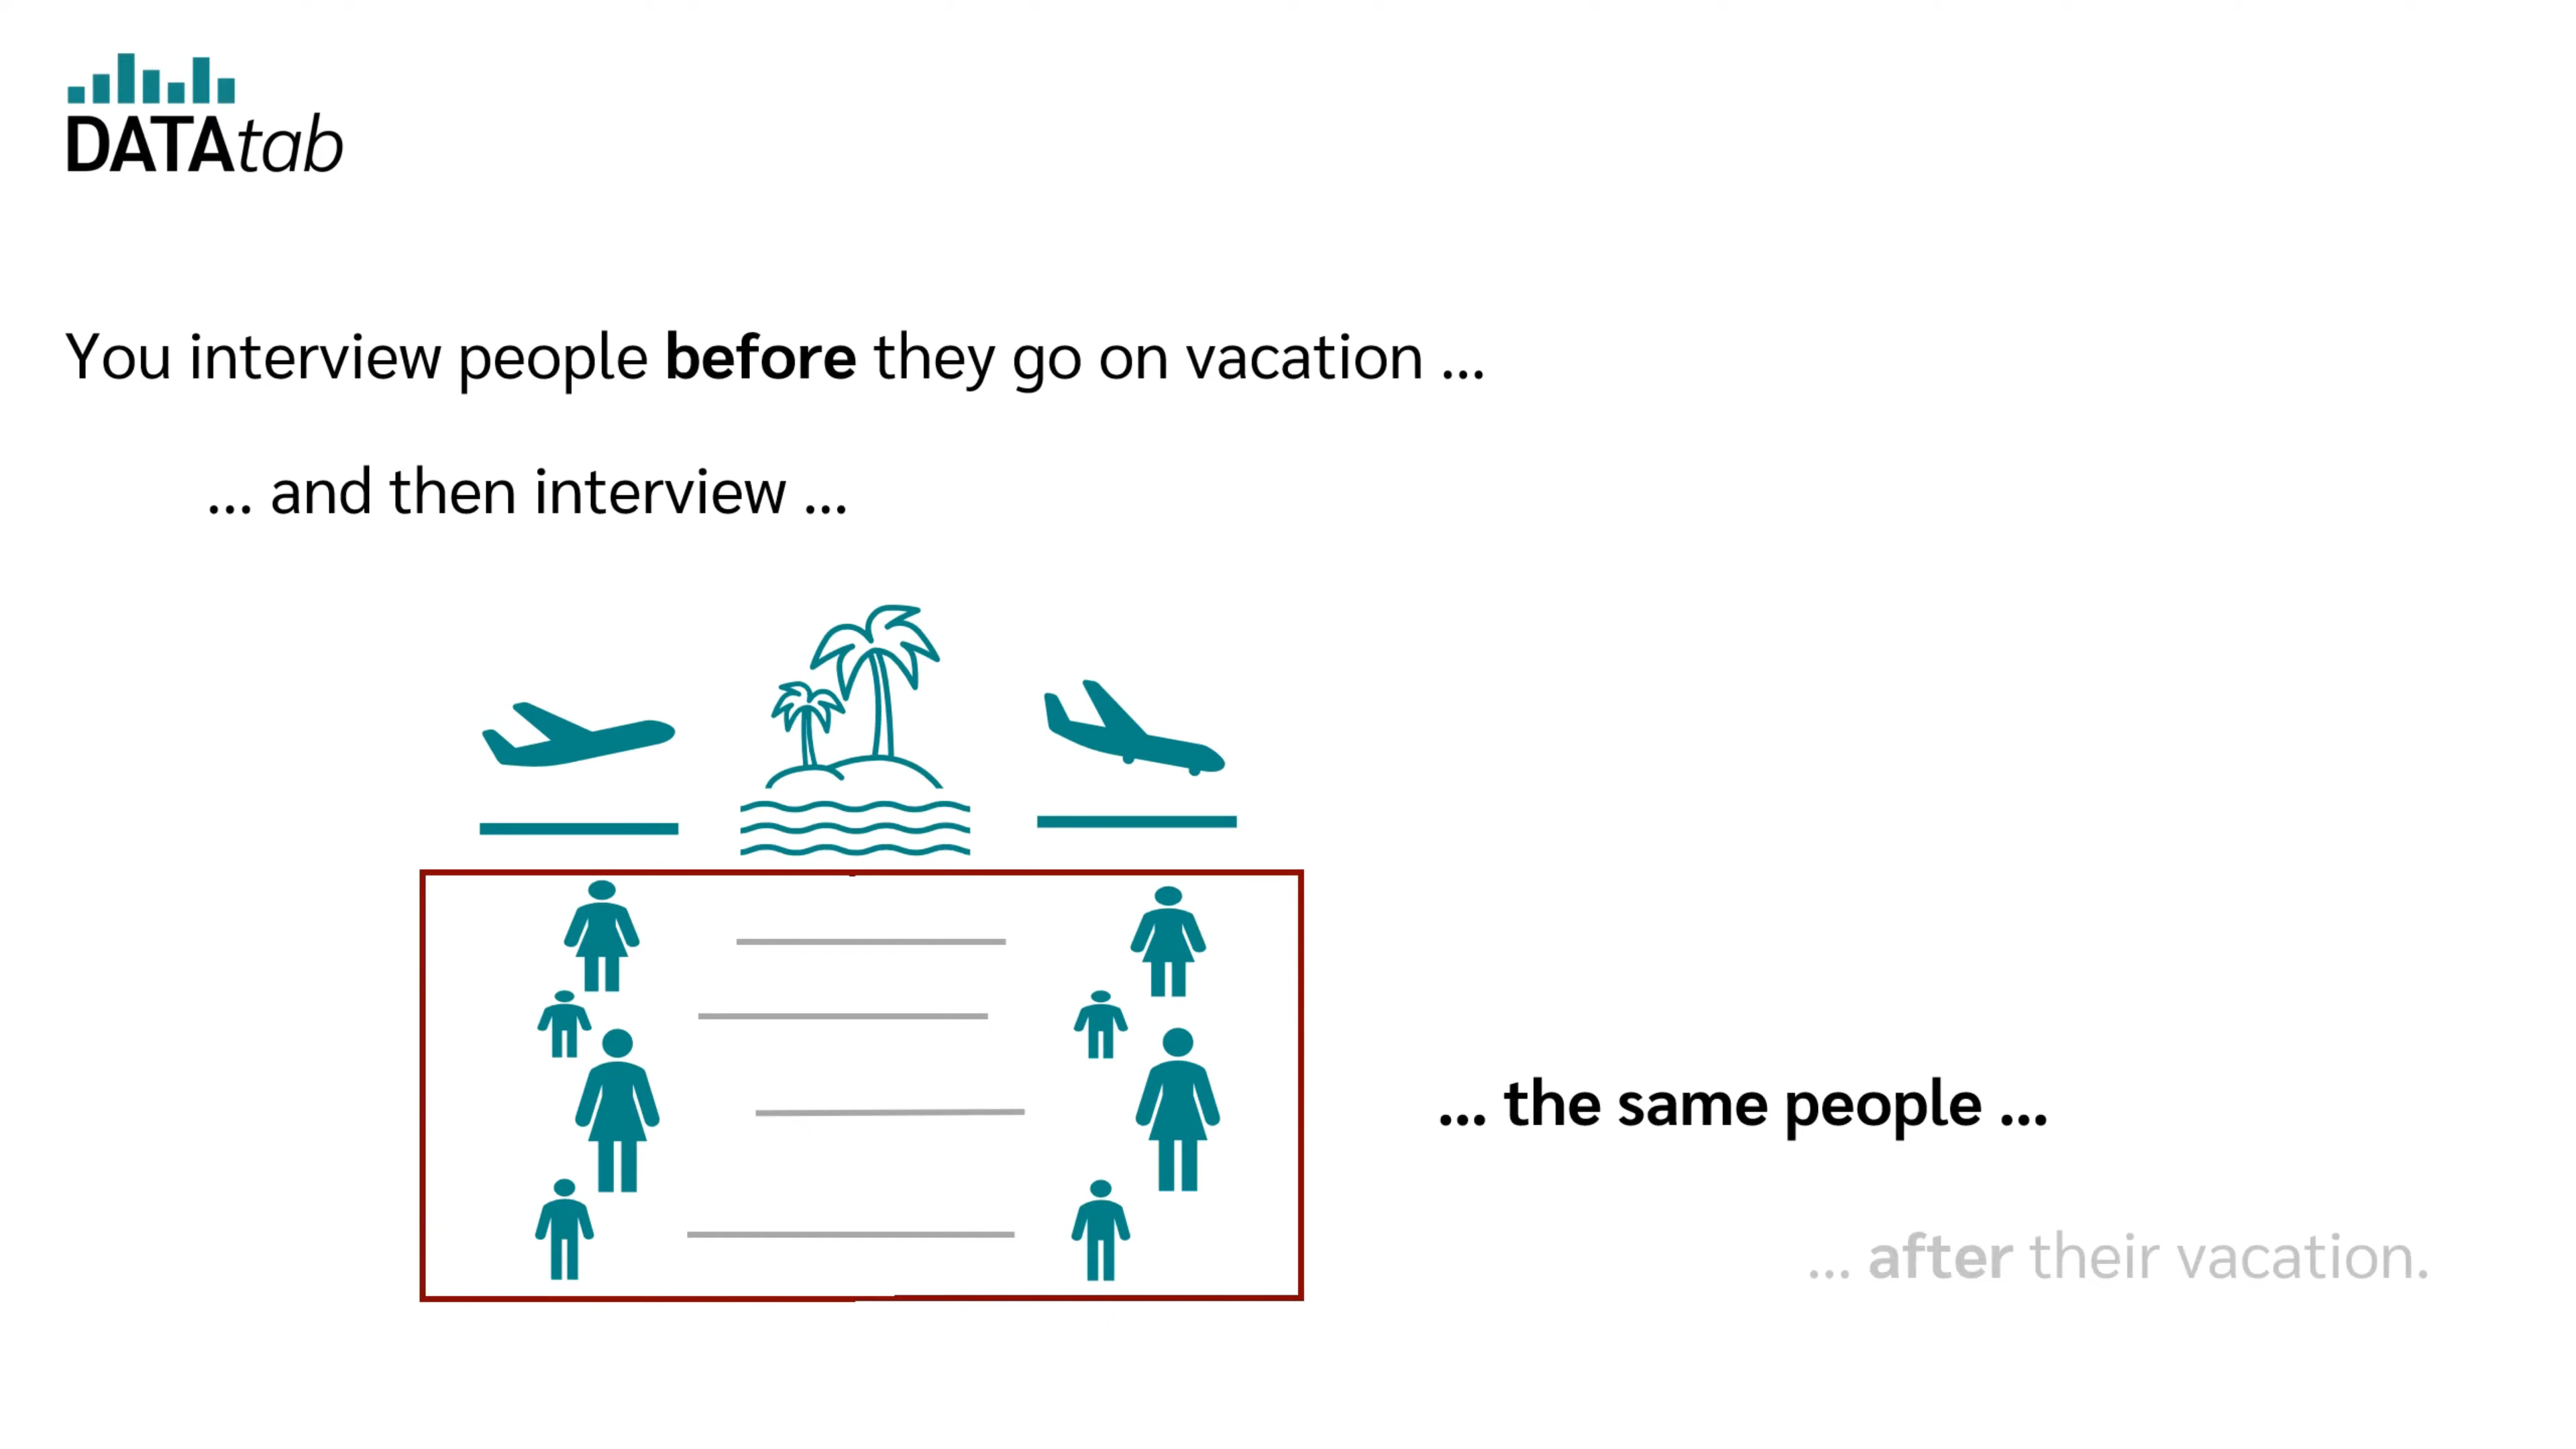 DATAtab
You interview people before they go on vacation ...
... and then interview ...
... the same people ...
... after their vacation.